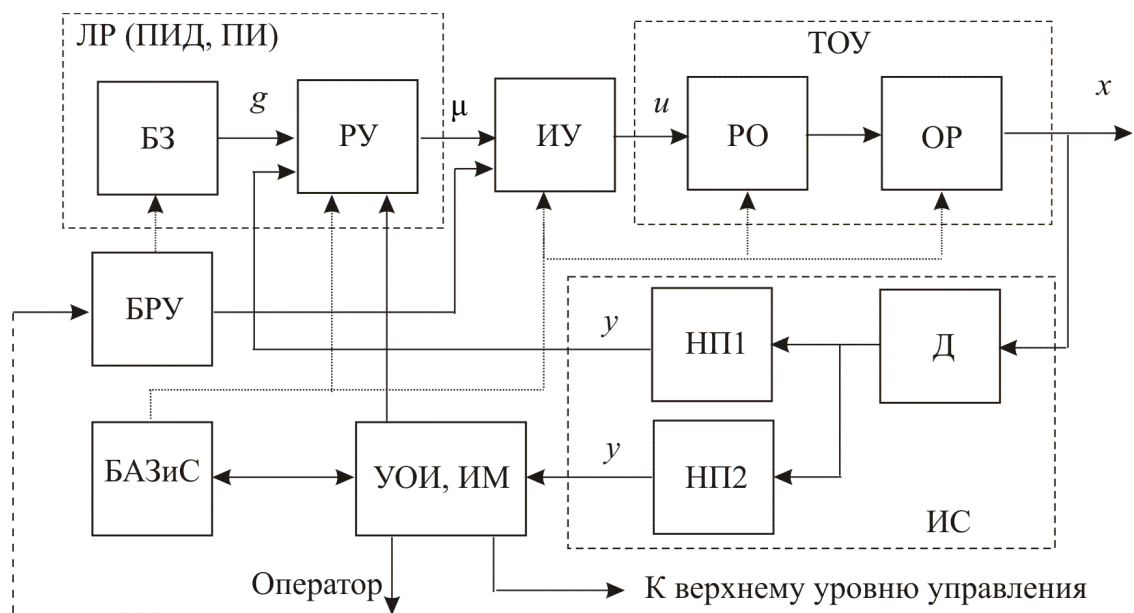 ЛР (ПИД, ПИ)
ТОУ
БЗ
g
РУ
μ
ИУ
u
РО
ОР
x
БРУ
y
НП1
Д
БАЗиС
УОИ, ИМ
y
НП2
ИС
Оператор
К верхнему уровню управления